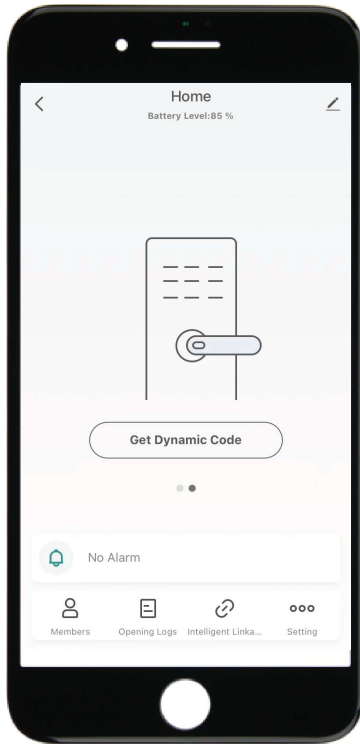 Home
Battery Level:85 %
Get Dynamic Code
No Alarm
Members Opening Logs Intelligent Linka... Setting